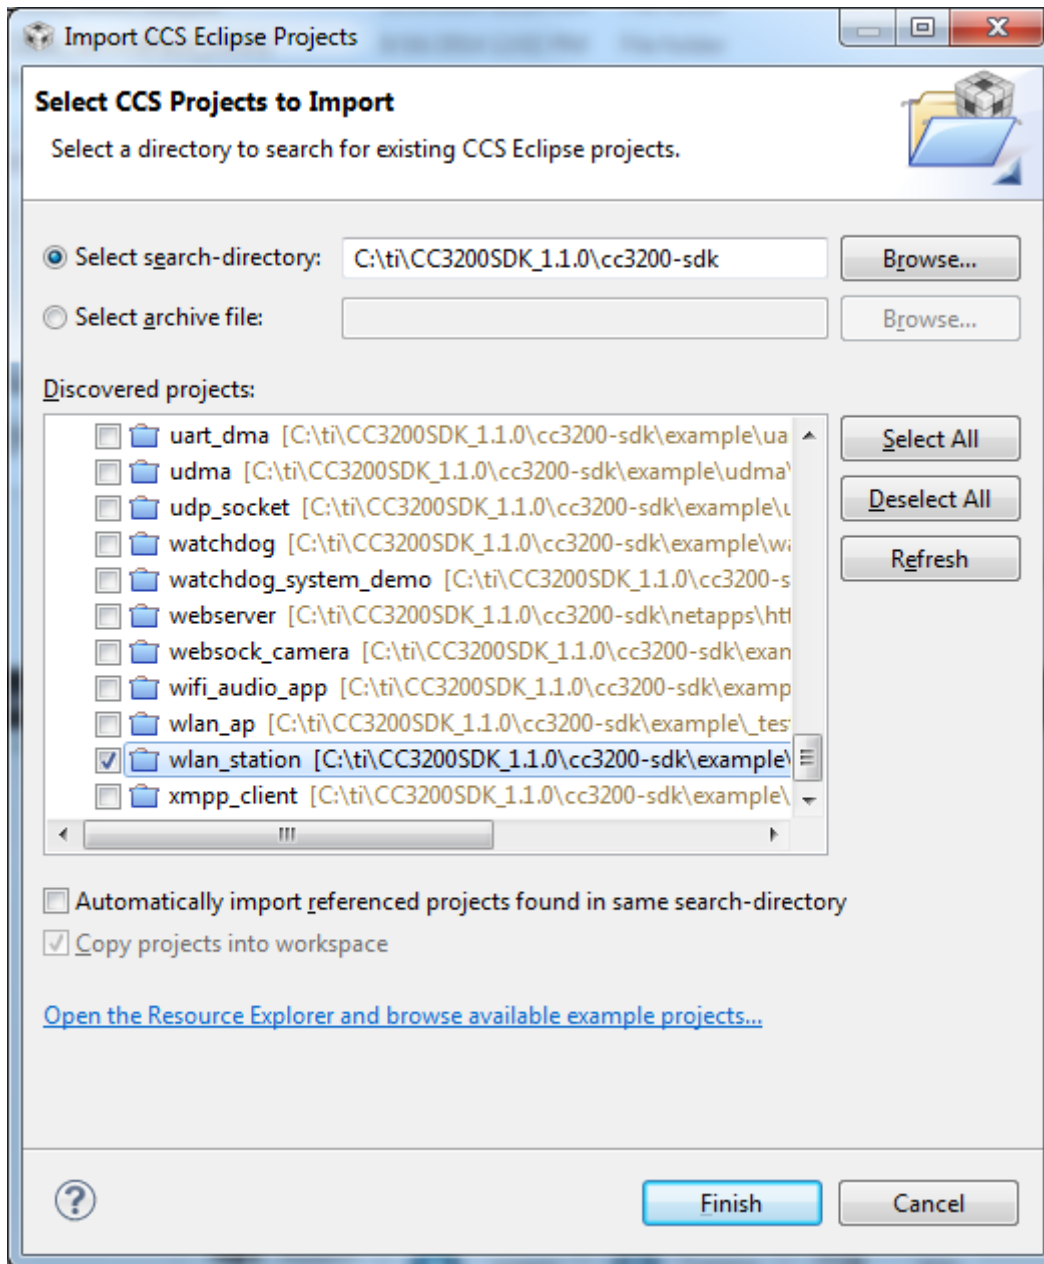 Import CCS Eclipse Projects
Select CCS Projects to Import
Select a directory to search for existing CCS Eclipse projects.
Select search-directory: C:\ti\CC3200SDK_1.1.0\cc3200-sdk Browse...
Select archive file: Browse...
Discovered projects:
uart_dma [C:\ti\CC3200SDK_1.1.0\cc3200-sdk\example\ua
udma [C:\ti\CC3200SDK_1.1.0\cc3200-sdk\example\udma\
udp_socket [C:\ti\CC3200SDK_1.1.0\cc3200-sdk\example\u
watchdog [C:\ti\CC3200SDK_1.1.0\cc3200-sdk\example\wa
watchdog_system_demo [C:\ti\CC3200SDK_1.1.0\cc3200-s
webserver [C:\ti\CC3200SDK_1.1.0\cc3200-sdk\netapps\htt
websock_camera [C:\ti\CC3200SDK_1.1.0\cc3200-sdk\exam
wifi_audio_app [C:\ti\CC3200SDK_1.1.0\cc3200-sdk\examp
wlan_ap [C:\ti\CC3200SDK_1.1.0\cc3200-sdk\example\_tes
wlan_station [C:\ti\CC3200SDK_1.1.0\cc3200-sdk\example\
xmpp_client [C:\ti\CC3200SDK_1.1.0\cc3200-sdk\example\
Select All
Deselect All
Refresh
Automatically import referenced projects found in same search-directory
Copy projects into workspace
Open the Resource Explorer and browse available example projects...
Finish Cancel